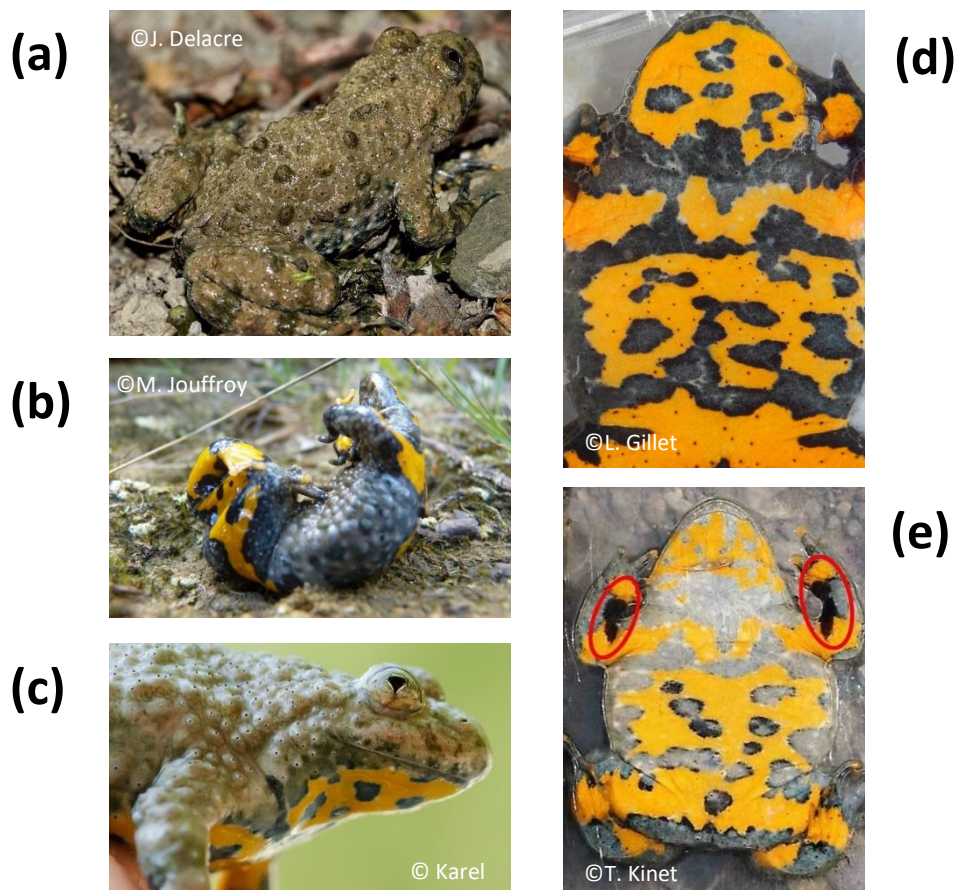 (a)
©J. Delacre
(b)
©M. Jouffroy
(c)
© Karel
(d)
©L. Gillet
(e)
©T. Kinet